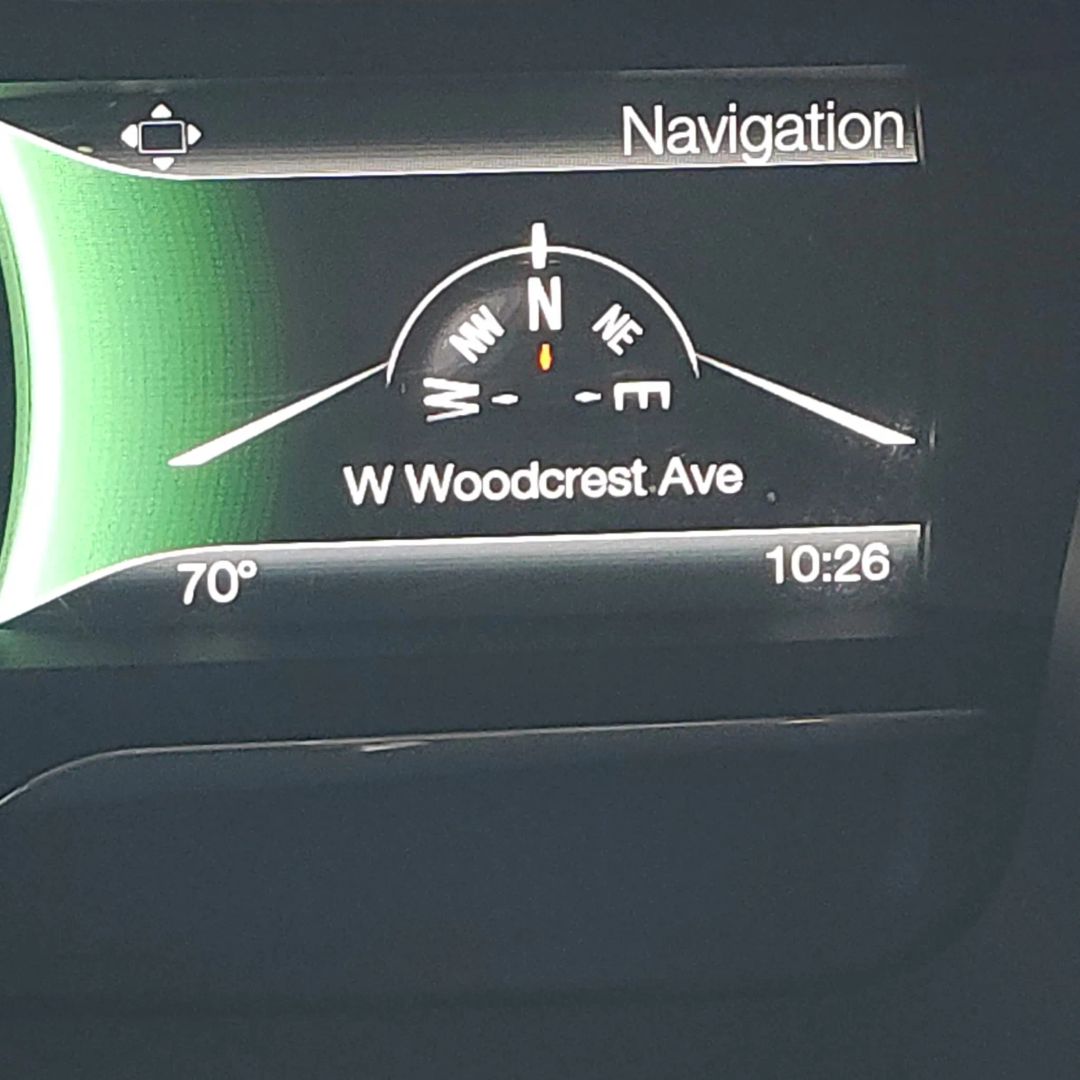 Navigation
N
NW NE
W E
W Woodcrest Ave
70° 10:26